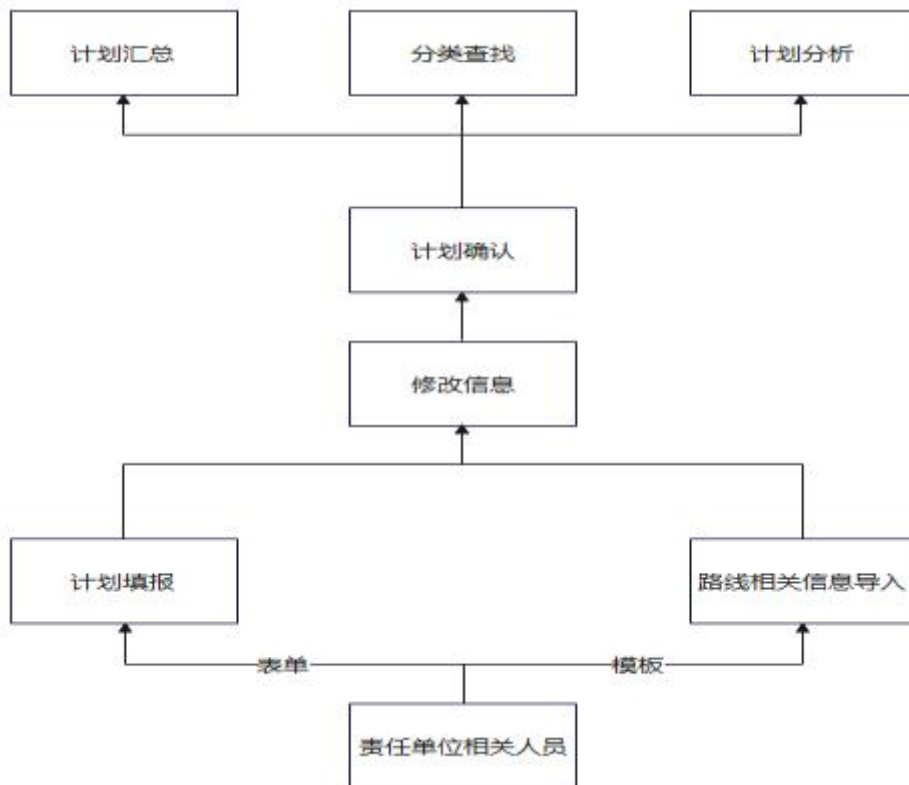 计划汇总
分类查找
计划分析
计划确认
修改信息
计划填报
路线相关信息导入
表单
模板
责任单位相关人员